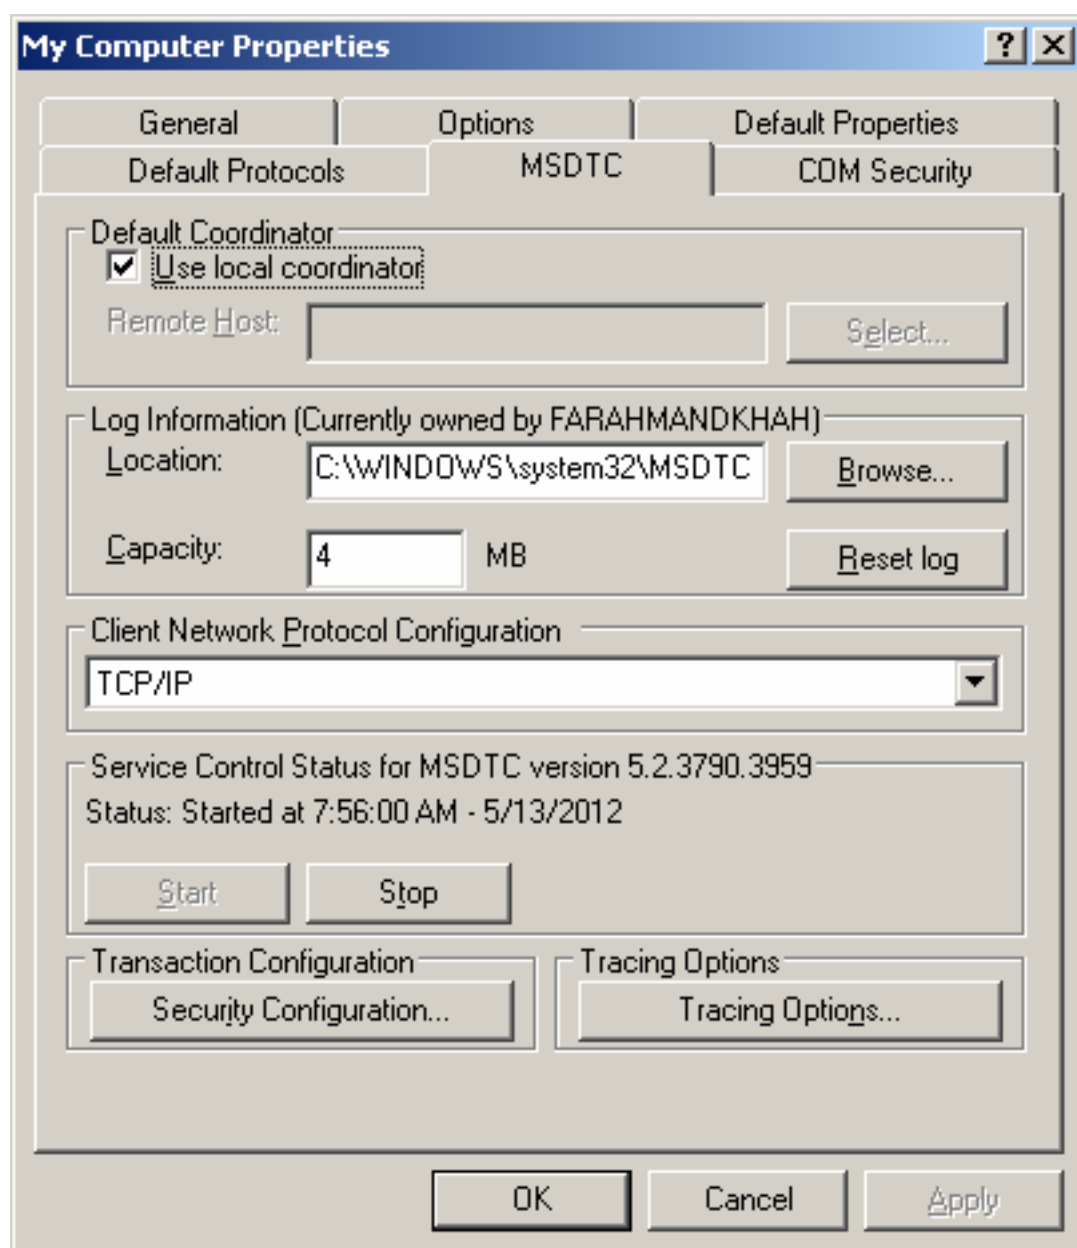 My Computer Properties
General Options Default Properties
Default Protocols MSDTC COM Security
Default Coordinator
Use local coordinator
Remote Host: Select...
Log Information (Currently owned by FARAHMANDKHAH)
Location: C:\WINDOWS\system32\MSDTC Browse...
Capacity: 4 MB Reset log
Client Network Protocol Configuration
TCP/IP
Service Control Status for MSDTC version 5.2.3790.3959
Status: Started at 7:56:00 AM - 5/13/2012
Start Stop
Transaction Configuration Tracing Options
Security Configuration... Tracing Options...
OK Cancel Apply